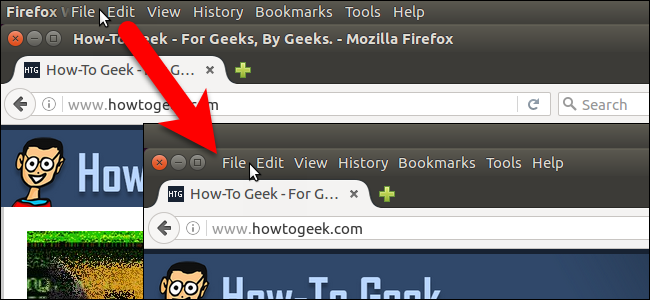 Firefox W File Edit View History Bookmarks Tools Help
How-To Geek - For Geeks, By Geeks. - Mozilla Firefox
HTG How-To Geek - For G...
www.howtogeek.com
Search
How-
File Edit View History Bookmarks Tools Help
HTG How-To Geek - For G...
www.howtogeek.com
How-To Geek